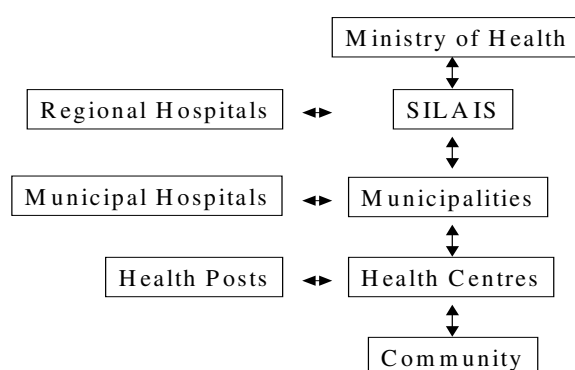 Ministry of Health
Regional Hospitals
SILAIS
Municipal Hospitals
Municipalities
Health Posts
Health Centres
Community